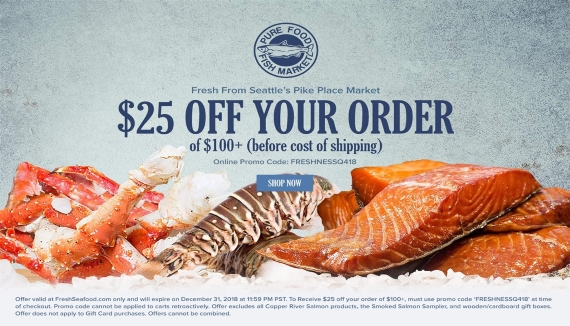 PURE FOOD
FISH MARKET
Fresh From Seattle's Pike Place Market
$25 OFF YOUR ORDER
of $100+ (before cost of shipping)
Online Promo Code: FRESHNESSQ418
SHOP NOW
Offer valid at FreshSeafood.com only and will expire on December 31, 2018 at 11:59 PM PST. To Receive $25 off your order of $100+, must use promo code 'FRESHNESSQ418' at time
of checkout. Promo code cannot be applied to carts retroactively. Offer excludes all Copper River Salmon products, the Smoked Salmon Sampler, and wooden/cardboard gift boxes.
Offer does not apply to Gift Card purchases. Offers cannot be combined.